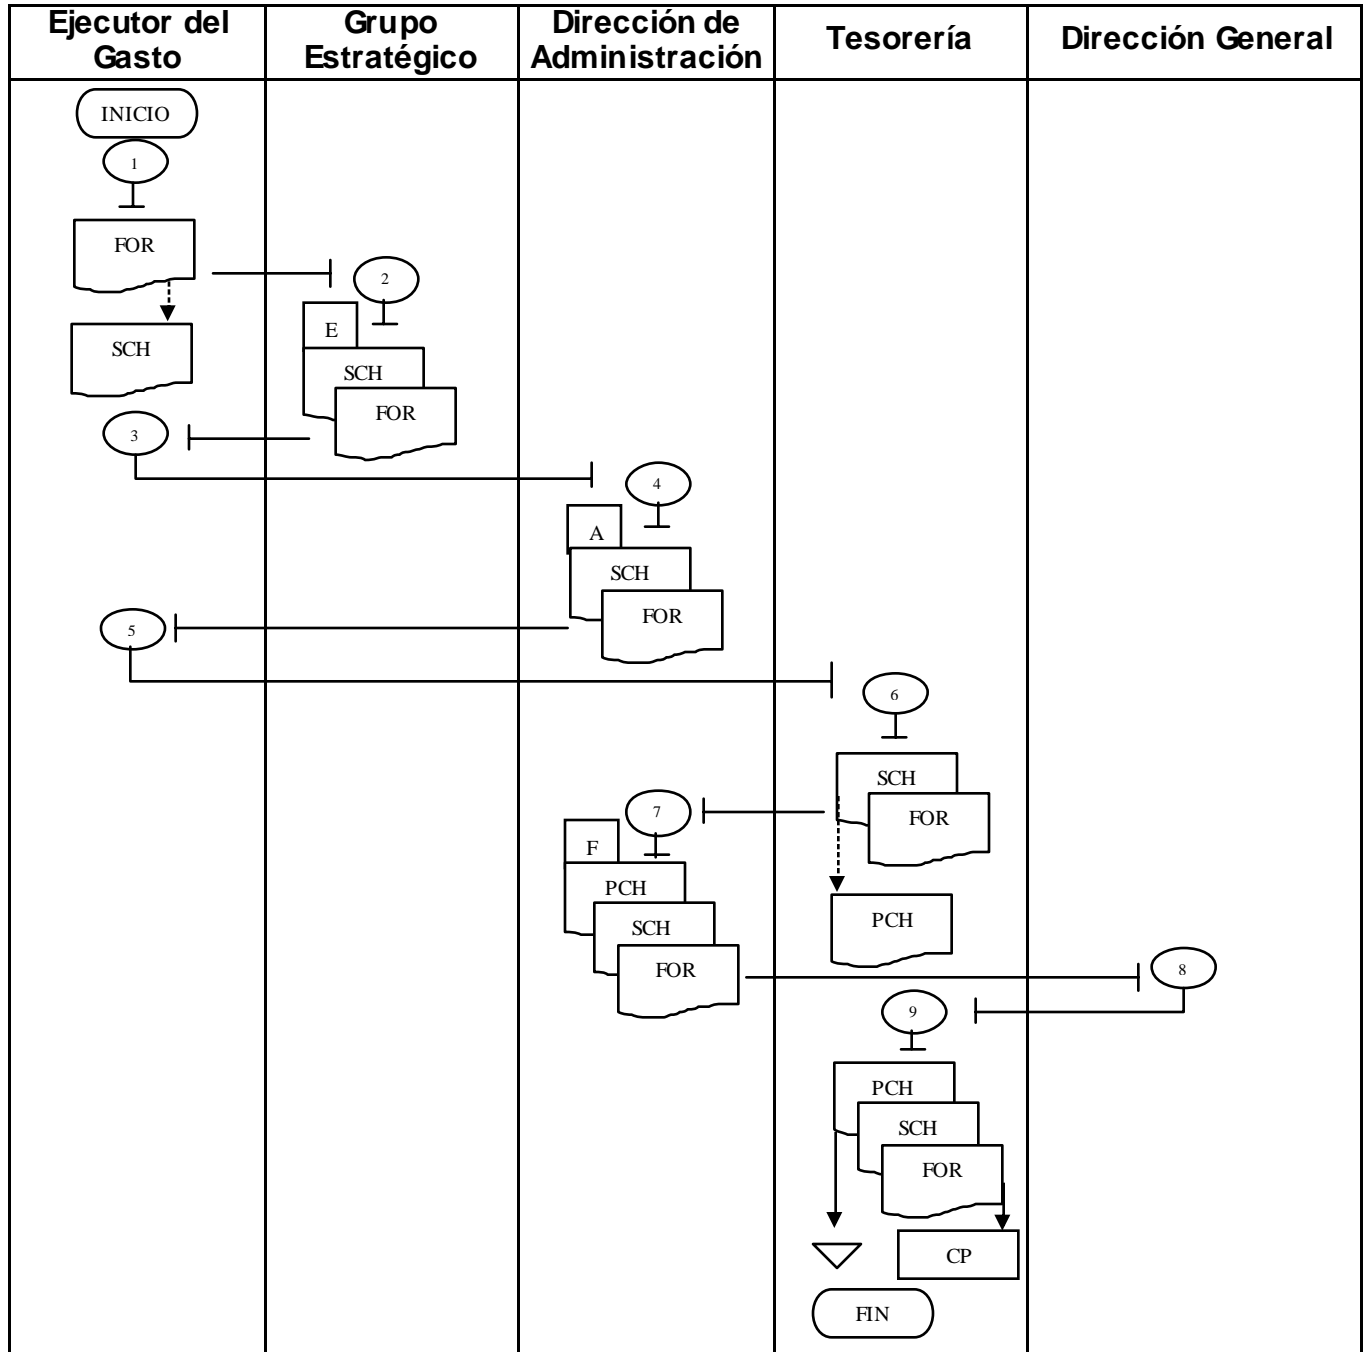 Ejecutor del
Gasto
Grupo
Estratégico
Dirección de
Administración
Tesorería
Dirección General
INICIO
1
FOR
2
E
SCH
SCH
FOR
3
4
A
SCH
FOR
5
6
SCH
FOR
7
F
PCH
SCH
FOR
PCH
8
9
PCH
SCH
FOR
CP
FIN